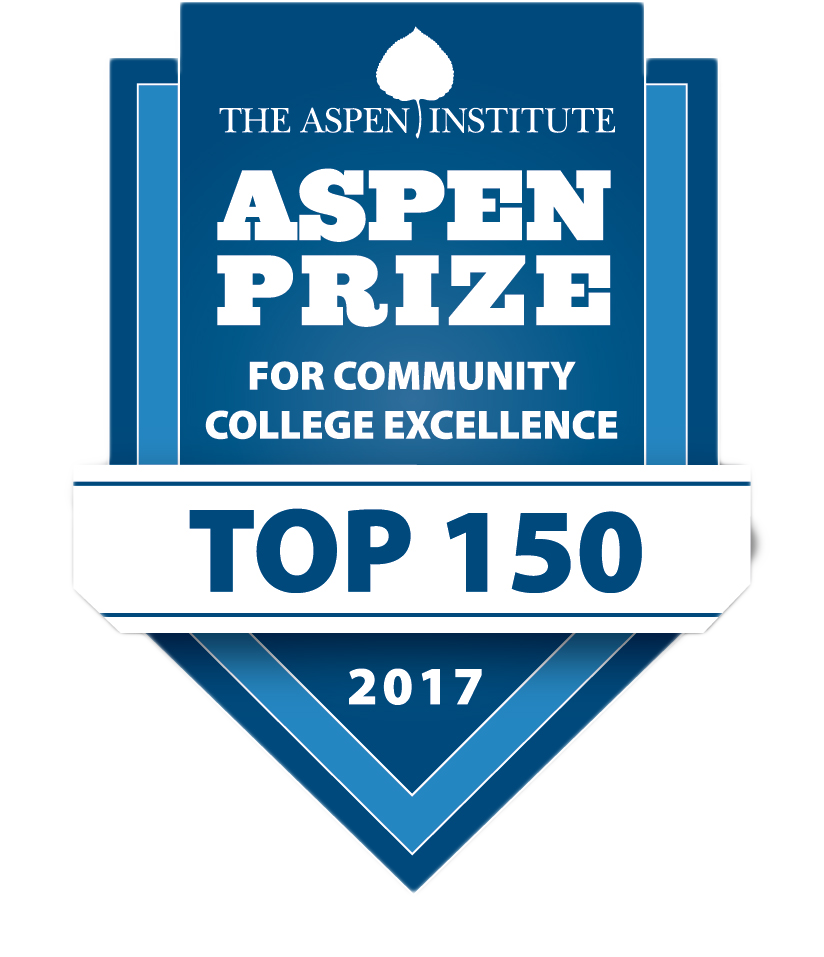 THE ASPEN INSTITUTE
ASPEN
PRIZE
FOR COMMUNITY
COLLEGE EXCELLENCE
TOP 150
2017